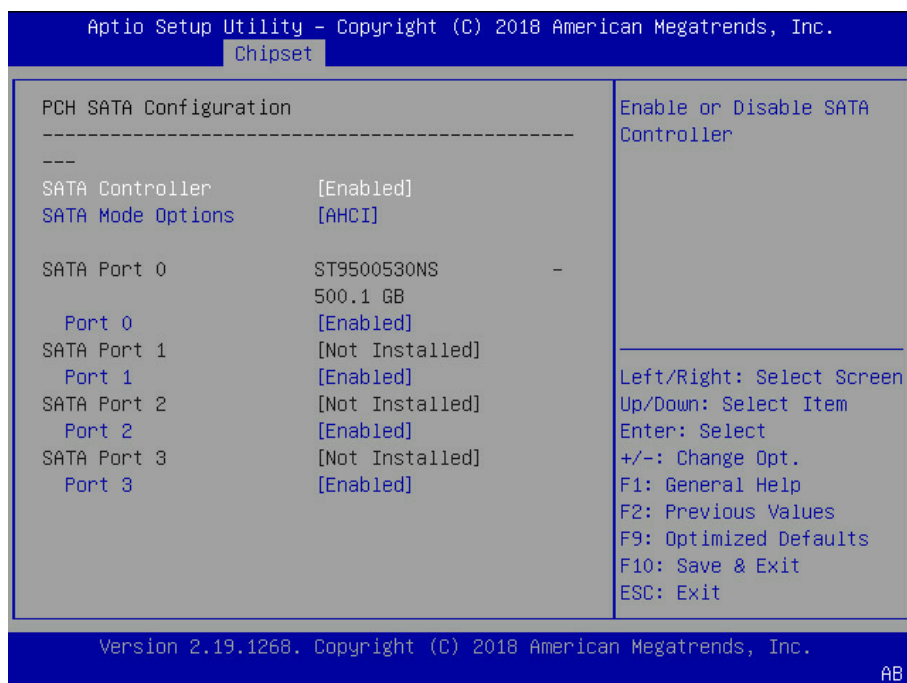 Aptio Setup Utility – Copyright (C) 2018 American Megatrends, Inc.
Chipset
PCH SATA Configuration
-----------------------------------------------
---
SATA Controller [Enabled]
SATA Mode Options [AHCI]
SATA Port 0 ST9500530NS –
500.1 GB
Port 0 [Enabled]
SATA Port 1 [Not Installed]
Port 1 [Enabled]
SATA Port 2 [Not Installed]
Port 2 [Enabled]
SATA Port 3 [Not Installed]
Port 3 [Enabled]
Enable or Disable SATA
Controller
Left/Right: Select Screen
Up/Down: Select Item
Enter: Select
+/–: Change Opt.
F1: General Help
F2: Previous Values
F9: Optimized Defaults
F10: Save & Exit
ESC: Exit
Version 2.19.1268. Copyright (C) 2018 American Megatrends, Inc.
AB